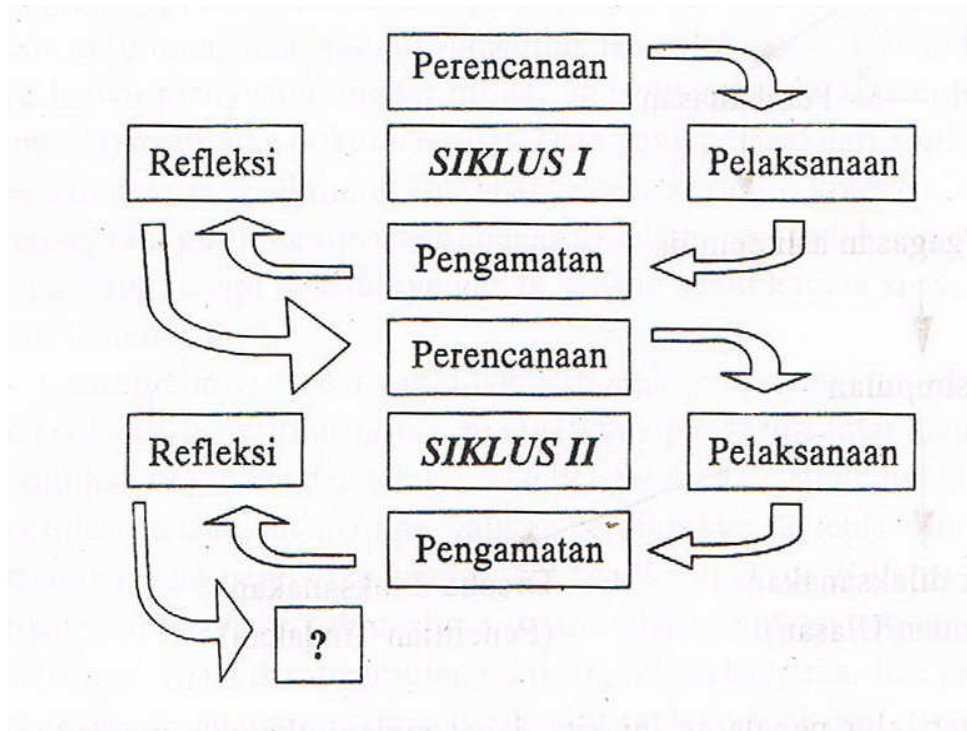 Perencanaan
Refleksi
SIKLUS I
Pelaksanaan
Pengamatan
Perencanaan
Refleksi
SIKLUS II
Pelaksanaan
Pengamatan
?